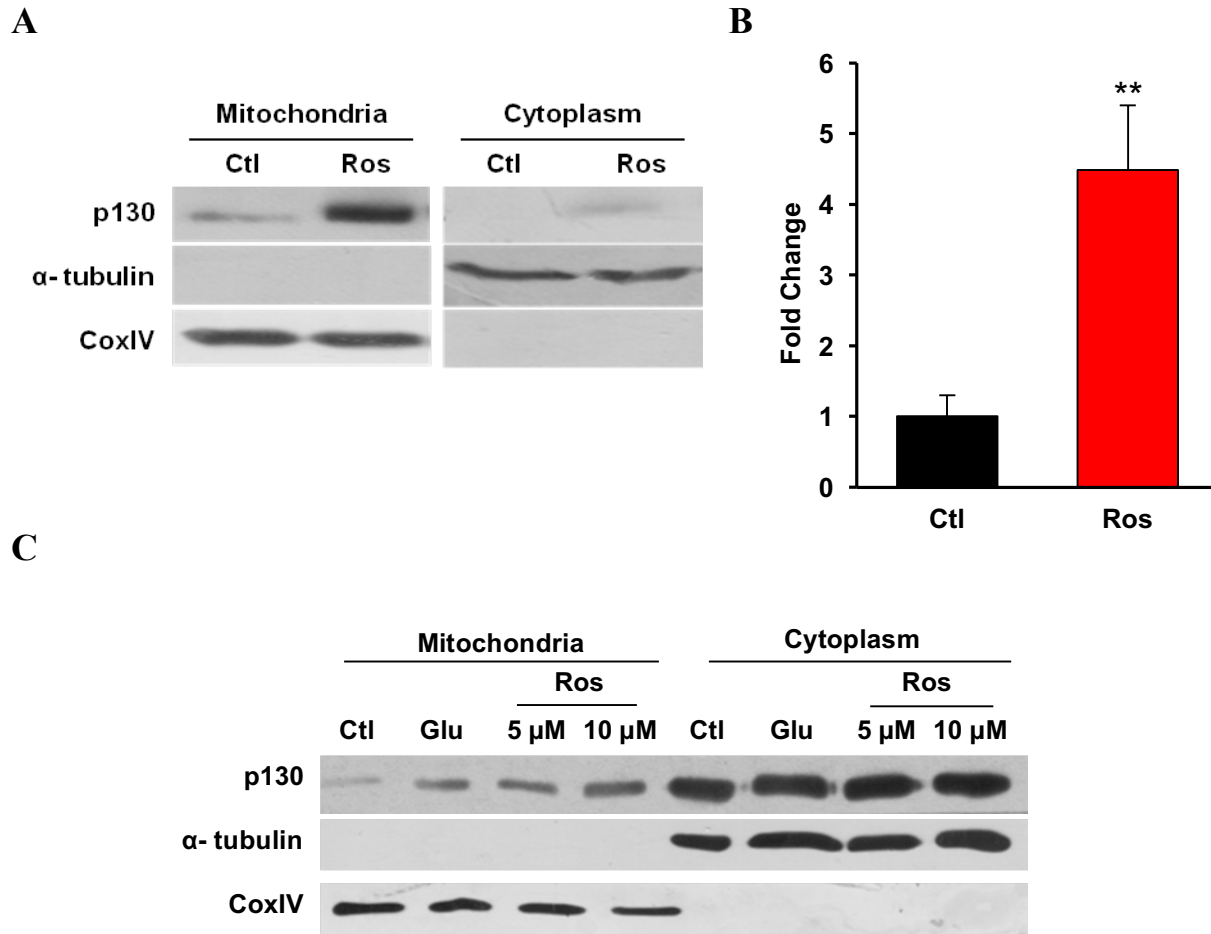 A
Mitochondria Cytoplasm
Ctl Ros Ctl Ros
p130
α- tubulin
CoxIV
B
6
5
4
3
2
1
0
Fold Change
**
Ctl Ros
C
Mitochondria Cytoplasm
Ros Ros
Ctl Glu 5 µM 10 µM Ctl Glu 5 µM 10 µM
p130
α- tubulin
CoxIV